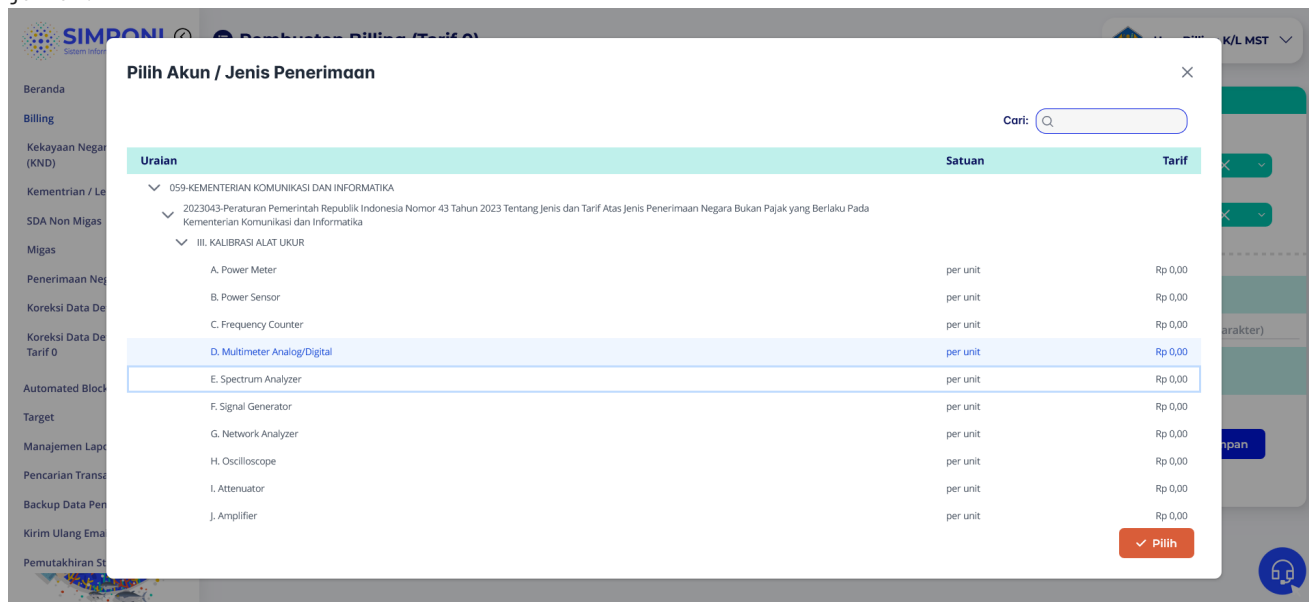 SIMPONI
Pembuatan Billing (Tarif 0)
K/L MST
Sistem Infor
Beranda
Billing
Kekayaan Negar
(KND)
Kementrian / Le
SDA Non Migas
Migas
Penerimaan Neg
Koreksi Data De
Koreksi Data De
Tarif 0
Automated Block
Target
Manajemen Lapo
Pencarian Transa
Backup Data Pen
Kirim Ulang Ema
Pemutakhiran St
Pilih Akun / Jenis Penerimaan
Cari:
Uraian Satuan Tarif
059-KEMENTERIAN KOMUNIKASI DAN INFORMATIKA
2023043-Peraturan Pemerintah Republik Indonesia Nomor 43 Tahun 2023 Tentang Jenis dan Tarif Atas Jenis Penerimaan Negara Bukan Pajak yang Berlaku Pada
Kementerian Komunikasi dan Informatika
III. KALIBRASI ALAT UKUR
A. Power Meter per unit Rp 0,00
B. Power Sensor per unit Rp 0,00
C. Frequency Counter per unit Rp 0,00
D. Multimeter Analog/Digital per unit Rp 0,00
E. Spectrum Analyzer per unit Rp 0,00
F. Signal Generator per unit Rp 0,00
G. Network Analyzer per unit Rp 0,00
H. Oscilloscope per unit Rp 0,00
I. Attenuator per unit Rp 0,00
J. Amplifier per unit Rp 0,00
Pilih
arakter)
npan